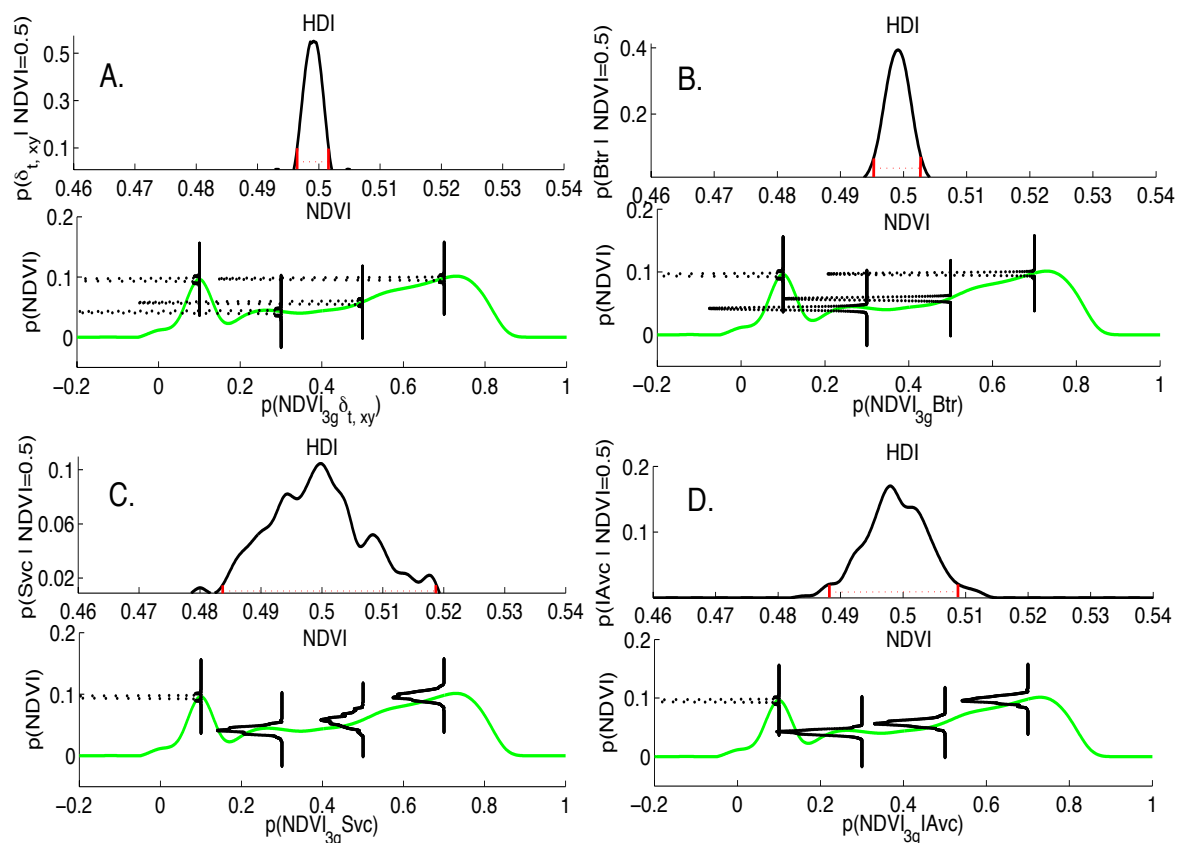 HDI
A.
p(δt, xy | NDVI=0.5)
0.5
0.3
0.1
0.46 0.47 0.48 0.49 0.5 0.51 0.52 0.53 0.54
NDVI
p(NDVI)
0.2
0.1
0
−0.2 0 0.2 0.4 0.6 0.8 1
p(NDVI3gδt, xy)
HDI
B.
p(Btr | NDVI=0.5)
0.4
0.2
0.46 0.47 0.48 0.49 0.5 0.51 0.52 0.53 0.54
NDVI
p(NDVI)
0.2
0.1
0
−0.2 0 0.2 0.4 0.6 0.8 1
p(NDVI3gBtr)
HDI
C.
p(Svc | NDVI=0.5)
0.1
0.06
0.02
0.46 0.47 0.48 0.49 0.5 0.51 0.52 0.53 0.54
NDVI
p(NDVI)
0.2
0.1
0
−0.2 0 0.2 0.4 0.6 0.8 1
p(NDVI3gSvc)
HDI
D.
p(IAvc | NDVI=0.5)
0.2
0.1
0.46 0.47 0.48 0.49 0.5 0.51 0.52 0.53 0.54
NDVI
p(NDVI)
0.2
0.1
0
−0.2 0 0.2 0.4 0.6 0.8 1
p(NDVI3gIAvc)